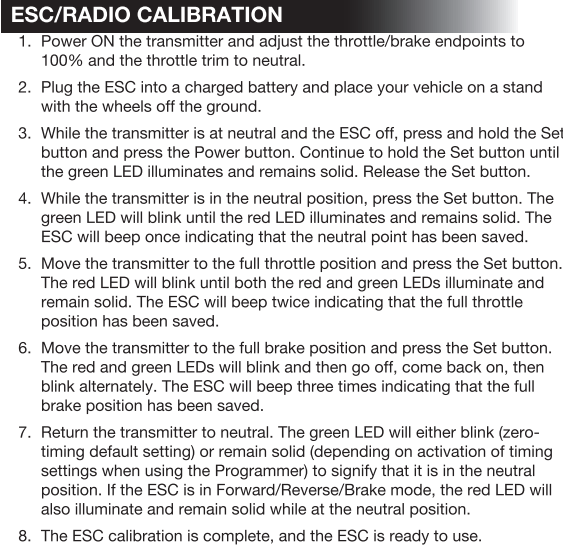 ESC/RADIO CALIBRATION
1. Power ON the transmitter and adjust the throttle/brake endpoints to
100% and the throttle trim to neutral.
2. Plug the ESC into a charged battery and place your vehicle on a stand
with the wheels off the ground.
3. While the transmitter is at neutral and the ESC off, press and hold the Set
button and press the Power button. Continue to hold the Set button until
the green LED illuminates and remains solid. Release the Set button.
4. While the transmitter is in the neutral position, press the Set button. The
green LED will blink until the red LED illuminates and remains solid. The
ESC will beep once indicating that the neutral point has been saved.
5. Move the transmitter to the full throttle position and press the Set button.
The red LED will blink until both the red and green LEDs illuminate and
remain solid. The ESC will beep twice indicating that the full throttle
position has been saved.
6. Move the transmitter to the full brake position and press the Set button.
The red and green LEDs will blink and then go off, come back on, then
blink alternately. The ESC will beep three times indicating that the full
brake position has been saved.
7. Return the transmitter to neutral. The green LED will either blink (zero-
timing default setting) or remain solid (depending on activation of timing
settings when using the Programmer) to signify that it is in the neutral
position. If the ESC is in Forward/Reverse/Brake mode, the red LED will
also illuminate and remain solid while at the neutral position.
8. The ESC calibration is complete, and the ESC is ready to use.